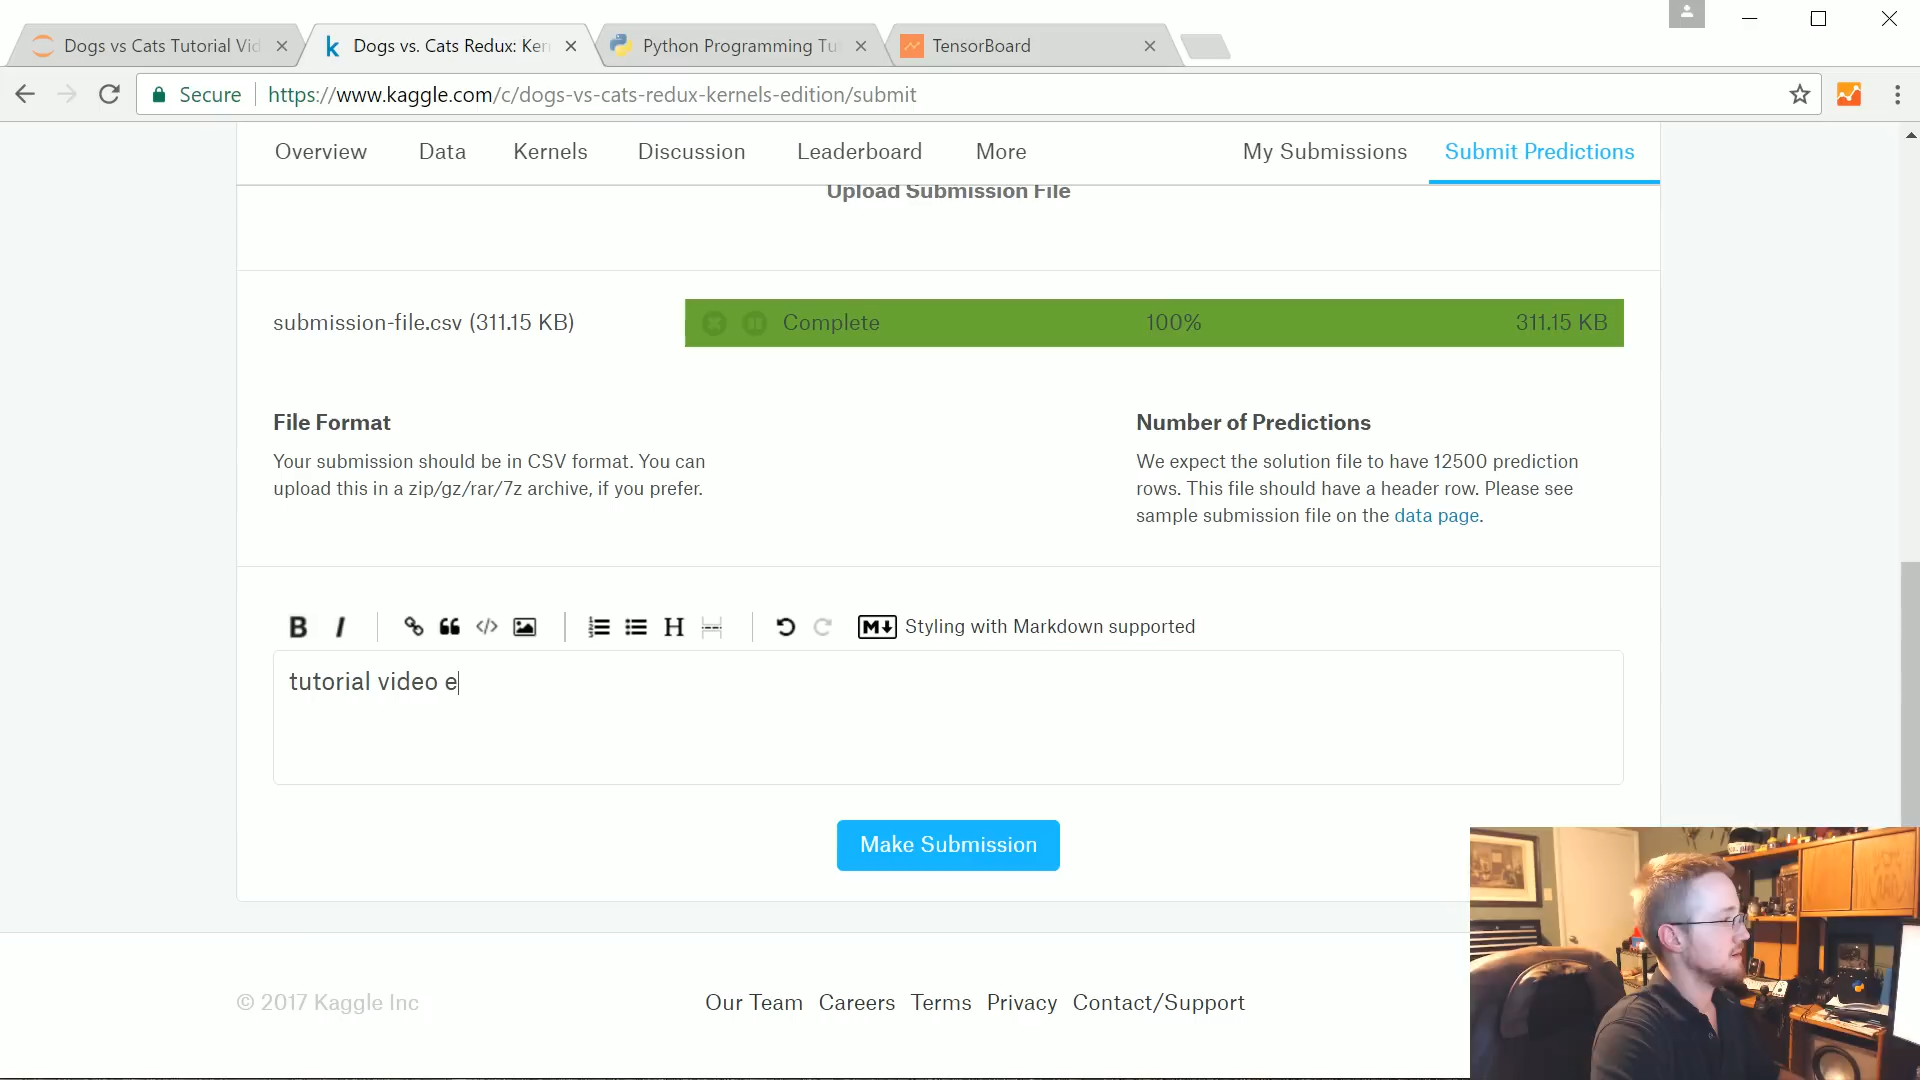 Dogs vs Cats Tutorial Vid
Dogs vs. Cats Redux: Ker
Python Programming Tu
TensorBoard
Secure
https://www.kaggle.com/c/dogs-vs-cats-redux-kernels-edition/submit
Overview Data Kernels Discussion Leaderboard More My Submissions Submit Predictions
Upload Submission File
submission-file.csv (311.15 KB) Complete 100% 311.15 KB
File Format
Your submission should be in CSV format. You can
upload this in a zip/gz/rar/7z archive, if you prefer.
Number of Predictions
We expect the solution file to have 12500 prediction
rows. This file should have a header row. Please see
sample submission file on the data page.
B I H M Styling with Markdown supported
tutorial video e
Make Submission
© 2017 Kaggle Inc Our Team Careers Terms Privacy Contact/Support